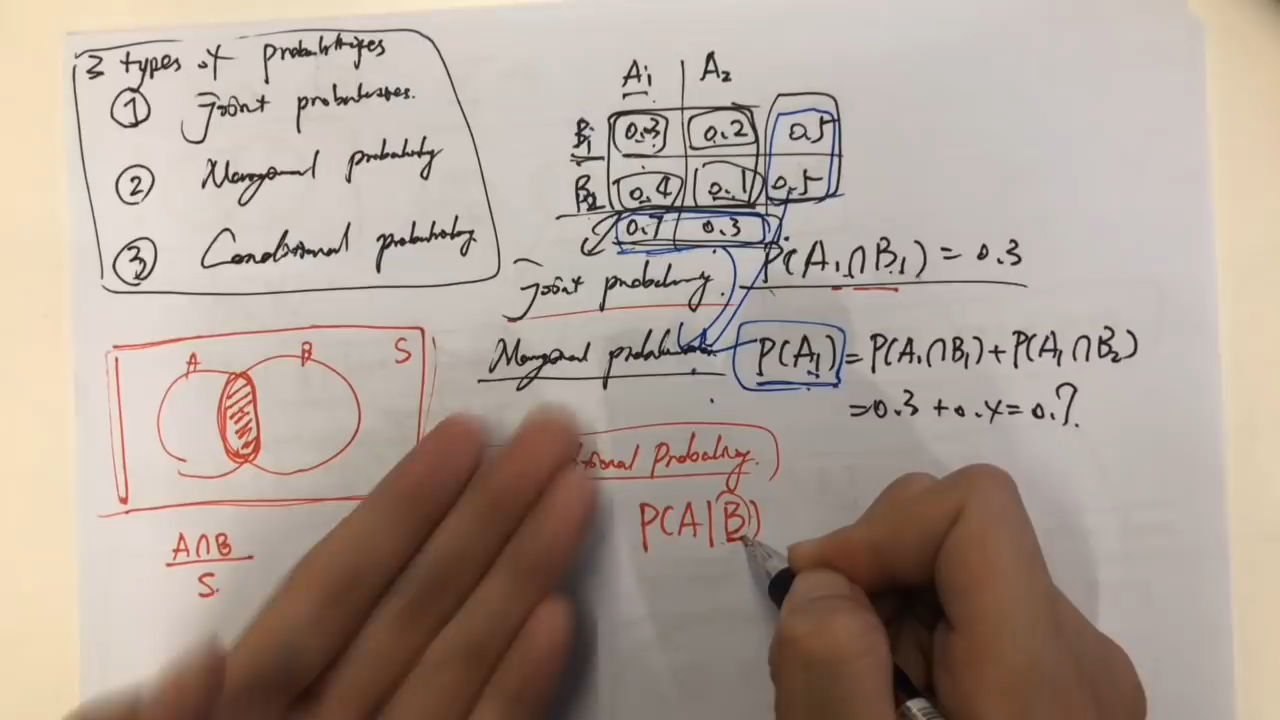 3 types of probabilities
① Joint probabilities.
② Marginal probability
③ Conditional probability
A1 A2
B1 0.3 0.2 0.5
B2 0.4 0.1 0.5
0.7 0.3
Joint probability.
P(A1∩B1) = 0.3
Marginal
P(A1) = P(A1∩B1) + P(A1∩B2)
= 0.3 + 0.4 = 0.7.
A B S
A∩B
S.
Probability.
P(A|B)